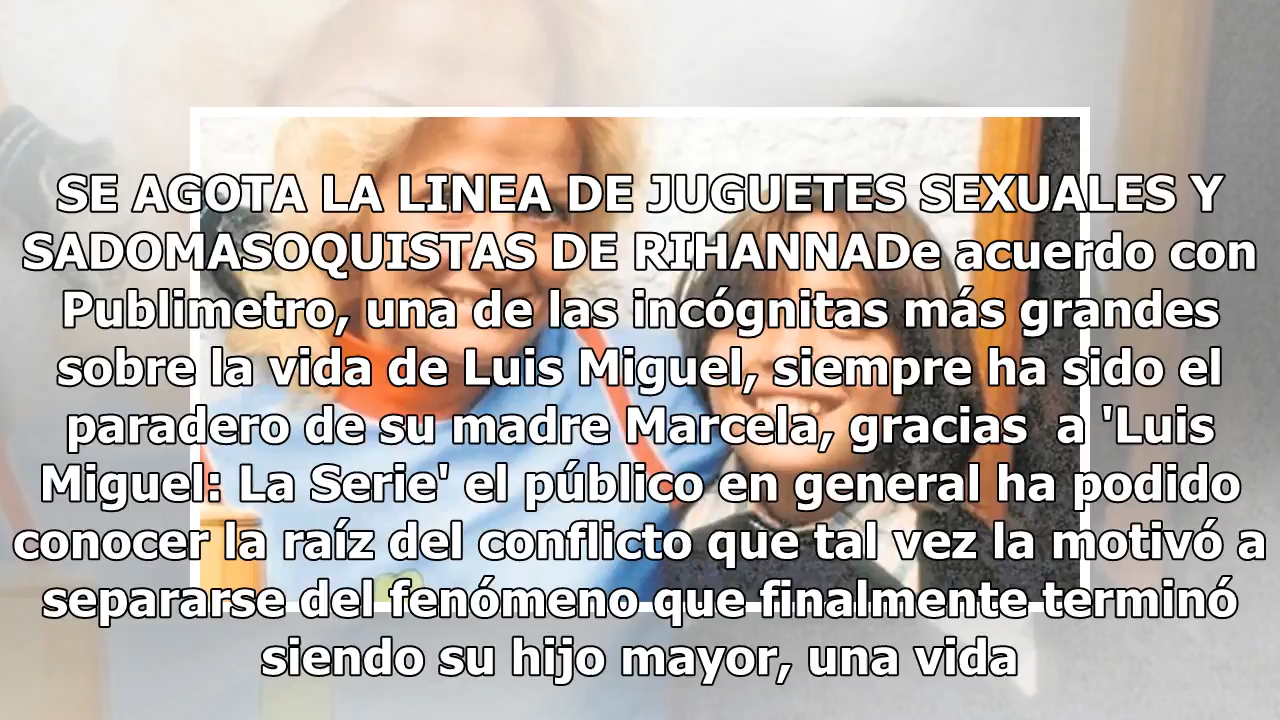 SE AGOTA LA LINEA DE JUGUETES SEXUALES Y
SADOMASOQUISTAS DE RIHANNADe acuerdo con
Publimetro, una de las incógnitas más grandes
sobre la vida de Luis Miguel, siempre ha sido el
paradero de su madre Marcela, gracias  a 'Luis
Miguel: La Serie' el público en general ha podido
conocer la raíz del conflicto que tal vez la motivó a
separarse del fenómeno que finalmente terminó
siendo su hijo mayor, una vida